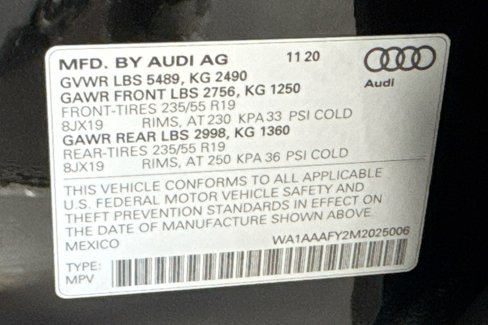 MFD. BY AUDI AG 11 20
GVWR LBS 5489, KG 2490
GAWR FRONT LBS 2756, KG 1250
FRONT-TIRES 235/55 R19
8JX19 RIMS, AT 230 KPA 33 PSI COLD
GAWR REAR LBS 2998, KG 1360
REAR-TIRES 235/55 R19
8JX19 RIMS, AT 250 KPA 36 PSI COLD
Audi
THIS VEHICLE CONFORMS TO ALL APPLICABLE
U.S. FEDERAL MOTOR VEHICLE SAFETY AND
THEFT PREVENTION STANDARDS IN EFFECT ON
THE DATE OF MANUFACTURE SHOWN ABOVE.
MEXICO WA1AAAFY2M2025006
TYPE:
MPV